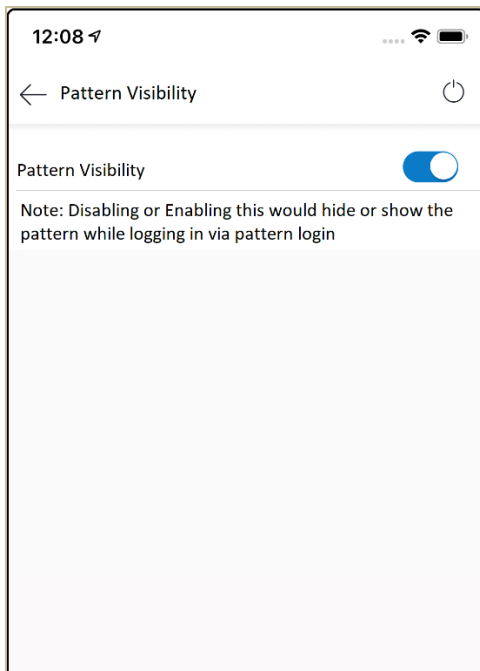 12:08
Pattern Visibility
Pattern Visibility
Note: Disabling or Enabling this would hide or show the
pattern while logging in via pattern login